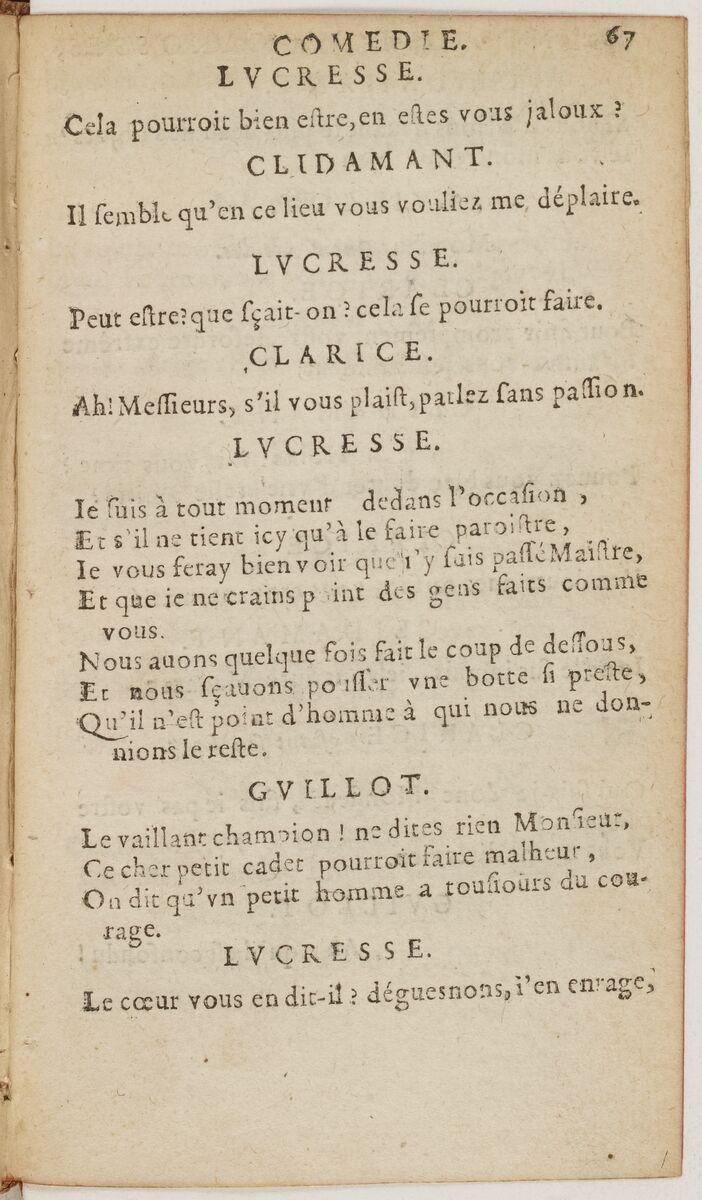 COMEDIE. 67
LVCRESSE.
Cela pourroit bien eſtre, en eſtes vous jaloux ?
CLIDAMANT.
Il ſemble qu'en ce lieu vous vouliez me déplaire.
LVCRESSE.
Peut eſtre? que ſçait-on ? cela ſe pourroit faire.
CLARICE.
Ah! Meſſieurs, s'il vous plaiſt, parlez ſans paſſion.
LVCRESSE.
Ie ſuis à tout moment dedans l'occaſion ,
Et s'il ne tient icy qu'à le faire paroiſtre ,
Ie vous feray bien voir que i'y ſuis paſſé Maiſtre,
Et que ie ne crains point des gens faits comme
vous.
Nous auons quelque fois fait le coup de deſſous,
Et nous ſçauons pouſſer vne botte ſi preſte,
Qu'il n'eſt point d'homme à qui nous ne don-
nions le reſte.
GVILLOT.
Le vaillant champion ! ne dites rien Monſieur,
Ce cher petit cadet pourroit faire malheur ,
On dit qu'vn petit homme a touſiours du cou-
rage.
LVCRESSE.
Le cœur vous en dit-il ? déguesnons, i'en enrage,